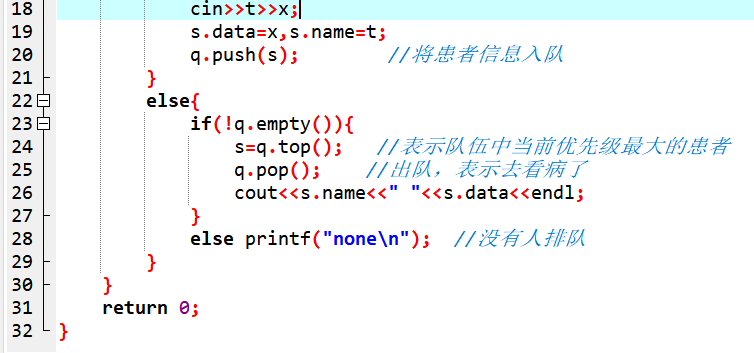 18 cin>>t>>x;
19 s.data=x,s.name=t;
20 q.push(s); //将患者信息入队
21 }
22 else{
23 if(!q.empty()){
24 s=q.top(); //表示队伍中当前优先级最大的患者
25 q.pop(); //出队，表示去看病了
26 cout<<s.name<<" "<<s.data<<endl;
27 }
28 else printf("none\n"); //没有人排队
29 }
30 }
31 return 0;
32 }